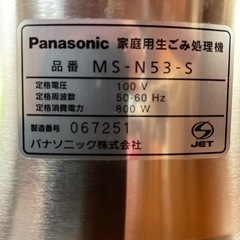 Panasonic 家庭用生ごみ処理機
品番 MS-N53-S
定格電圧 100 V
定格周波数 50-60 Hz
定格消費電力 800 W
製造番号 067251
パナソニック株式会社
JET